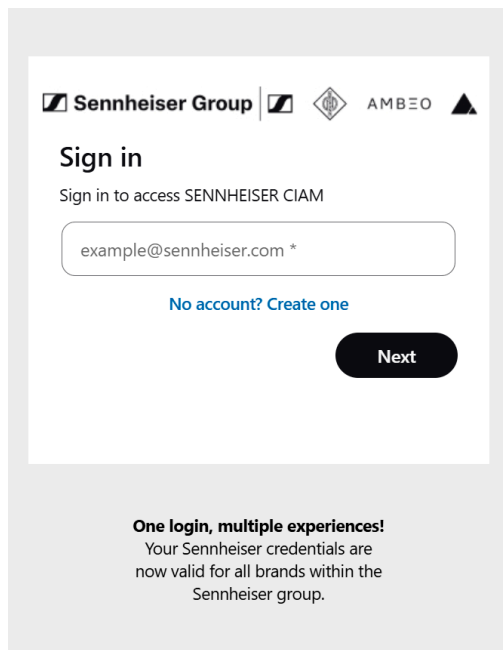 Sennheiser Group
AMBEO
Sign in
Sign in to access SENNHEISER CIAM
example@sennheiser.com *
No account? Create one
Next
One login, multiple experiences!
Your Sennheiser credentials are
now valid for all brands within the
Sennheiser group.